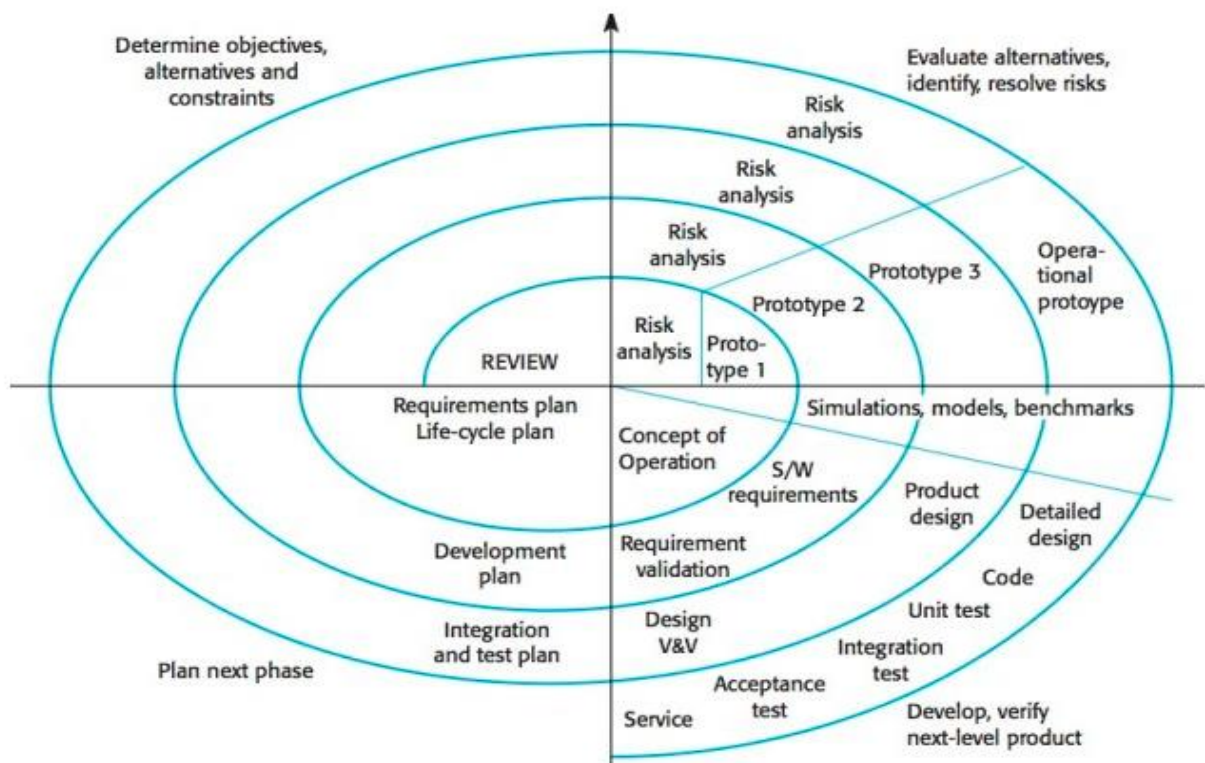 Determine objectives,
alternatives and
constraints
Evaluate alternatives,
identify, resolve risks
Risk
analysis
Risk
analysis
Risk
analysis
Risk
analysis
Proto-
type 1
Prototype 2
Prototype 3
Opera-
tional
protoype
REVIEW
Requirements plan
Life-cycle plan
Simulations, models, benchmarks
Concept of
Operation
S/W
requirements
Product
design
Detailed
design
Development
plan
Requirement
validation
Code
Unit test
Integration
and test plan
Design
V&V
Integration
test
Plan next phase
Acceptance
test
Service
Develop, verify
next-level product